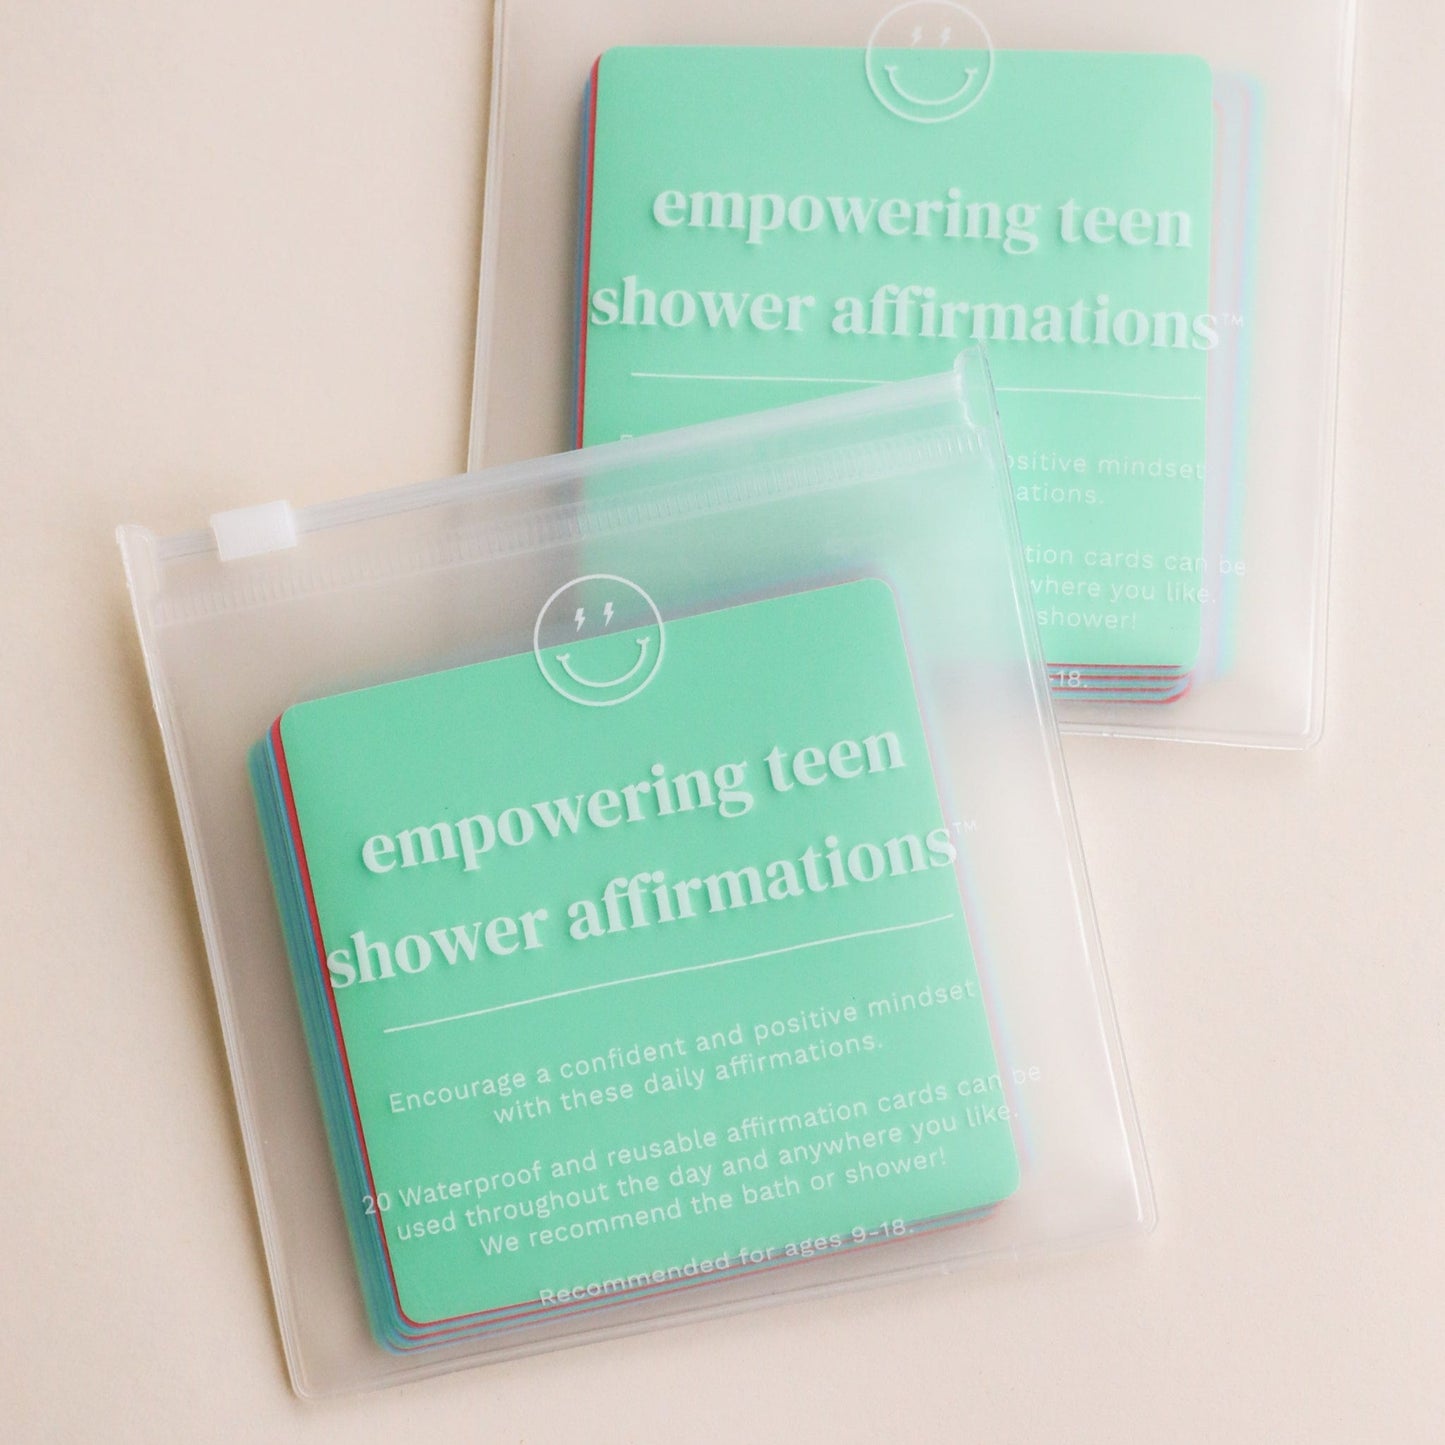 empowering teen
shower affirmations™
ositive mindset
ations.
tion cards can be
where you like.
shower!
-18.
empowering teen
shower affirmations™
Encourage a confident and positive mindset
with these daily affirmations.
20 Waterproof and reusable affirmation cards can be
used throughout the day and anywhere you like.
We recommend the bath or shower!
Recommended for ages 9-18.